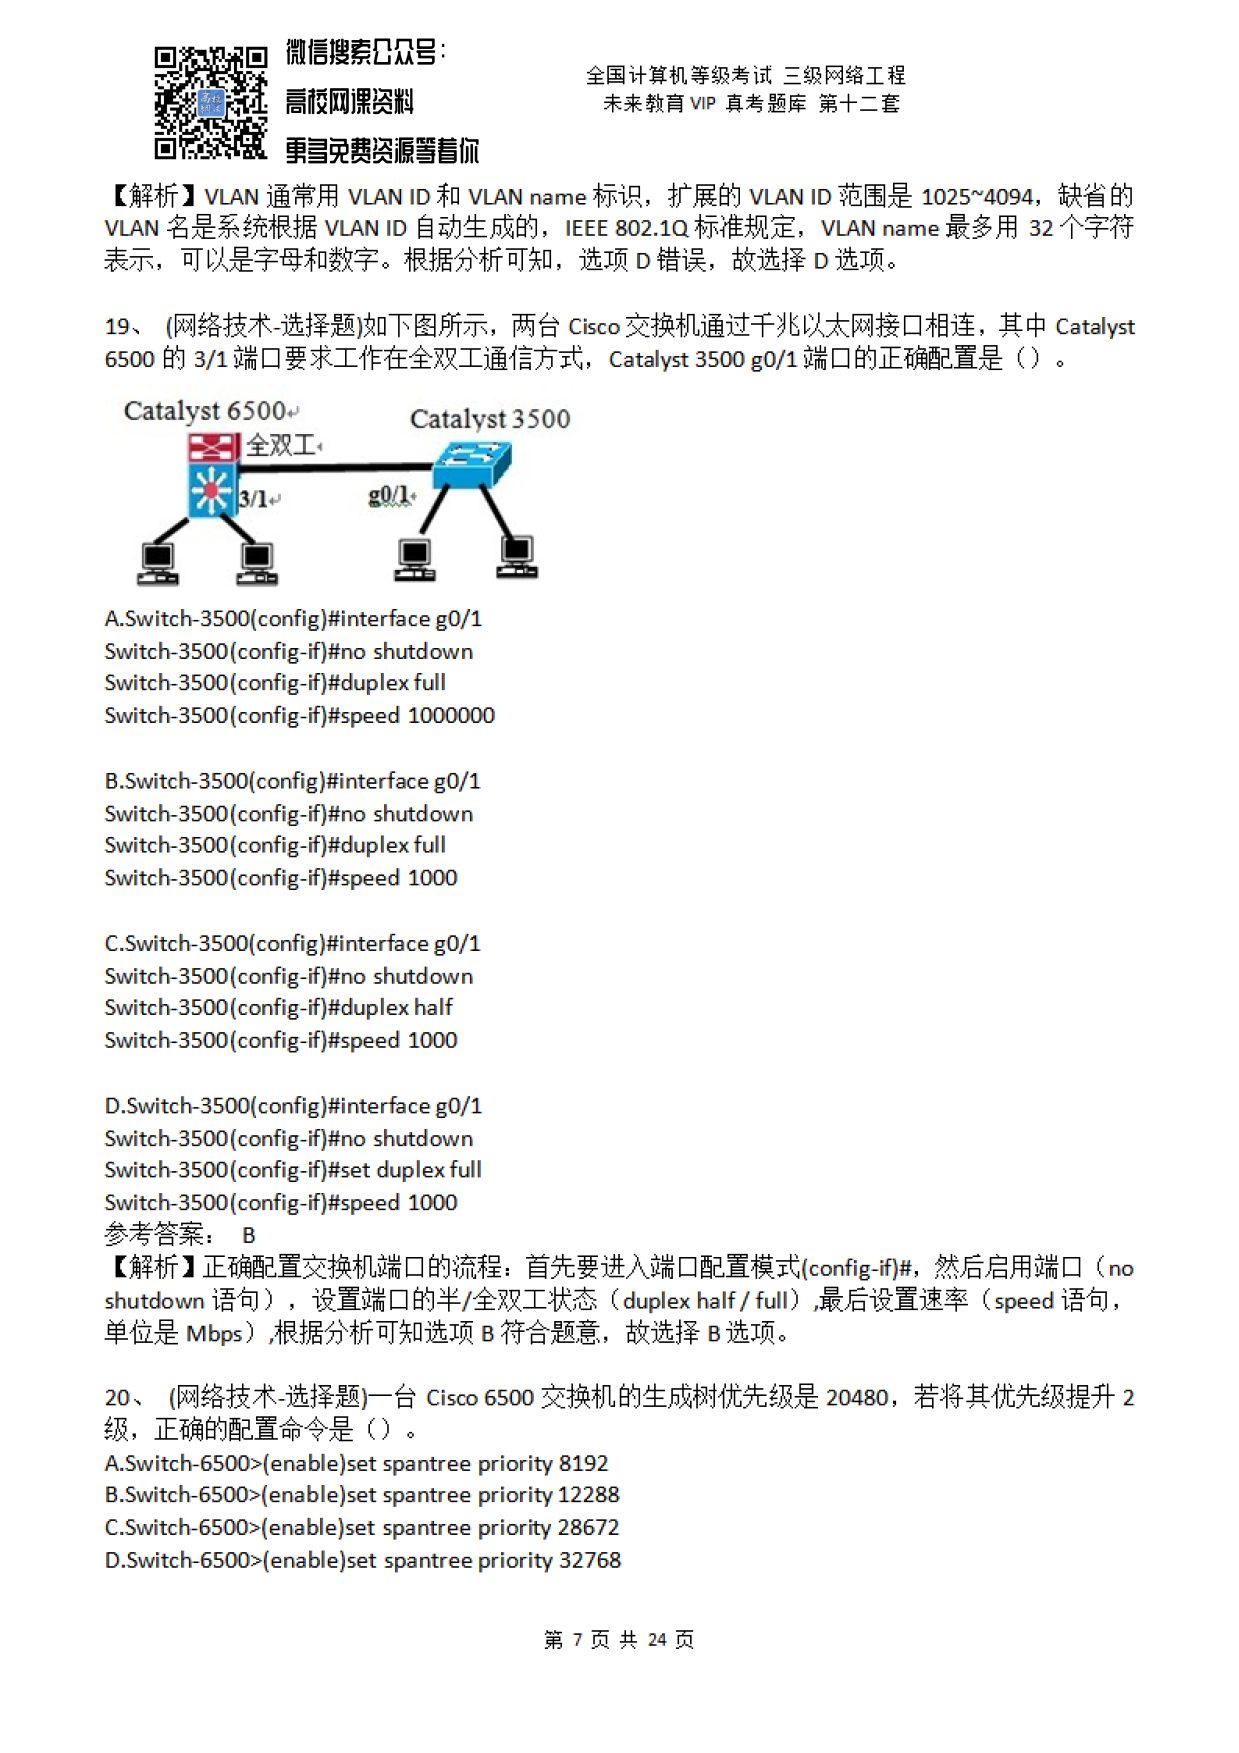 微信搜索公众号：
高校网课资料
更多免费资源等着你
全国计算机等级考试 三级网络工程
未来教育 VIP 真考题库 第十二套
高校
网课
【解析】VLAN 通常用 VLAN ID 和 VLAN name 标识，扩展的 VLAN ID 范围是 1025~4094，缺省的
VLAN 名是系统根据 VLAN ID 自动生成的，IEEE 802.1Q 标准规定，VLAN name 最多用 32 个字符
表示，可以是字母和数字。根据分析可知，选项 D 错误，故选择 D 选项。
19、 (网络技术-选择题)如下图所示，两台 Cisco 交换机通过千兆以太网接口相连，其中 Catalyst
6500 的 3/1 端口要求工作在全双工通信方式，Catalyst 3500 g0/1 端口的正确配置是（）。
Catalyst 6500
Catalyst 3500
全双工
3/1
g0/1
A.Switch-3500(config)#interface g0/1
Switch-3500(config-if)#no shutdown
Switch-3500(config-if)#duplex full
Switch-3500(config-if)#speed 1000000
B.Switch-3500(config)#interface g0/1
Switch-3500(config-if)#no shutdown
Switch-3500(config-if)#duplex full
Switch-3500(config-if)#speed 1000
C.Switch-3500(config)#interface g0/1
Switch-3500(config-if)#no shutdown
Switch-3500(config-if)#duplex half
Switch-3500(config-if)#speed 1000
D.Switch-3500(config)#interface g0/1
Switch-3500(config-if)#no shutdown
Switch-3500(config-if)#set duplex full
Switch-3500(config-if)#speed 1000
参考答案： B
【解析】正确配置交换机端口的流程：首先要进入端口配置模式(config-if)#，然后启用端口（no
shutdown 语句），设置端口的半/全双工状态（duplex half / full）,最后设置速率（speed 语句，
单位是 Mbps）,根据分析可知选项 B 符合题意，故选择 B 选项。
20、 (网络技术-选择题)一台 Cisco 6500 交换机的生成树优先级是 20480，若将其优先级提升 2
级，正确的配置命令是（）。
A.Switch-6500>(enable)set spantree priority 8192
B.Switch-6500>(enable)set spantree priority 12288
C.Switch-6500>(enable)set spantree priority 28672
D.Switch-6500>(enable)set spantree priority 32768
第 7 页 共 24 页